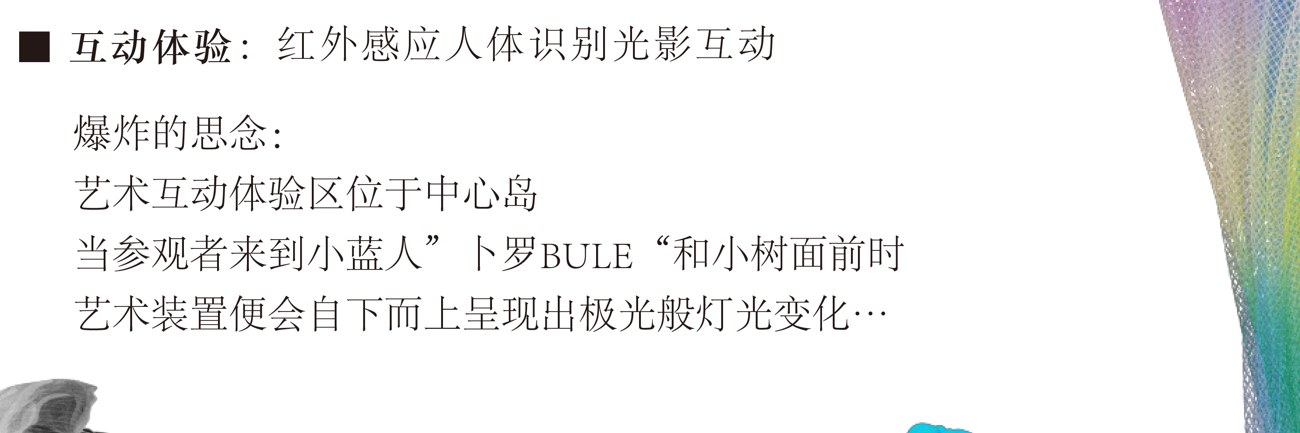 ■ 互动体验：红外感应人体识别光影互动
爆炸的思念：
艺术互动体验区位于中心岛
当参观者来到小蓝人”卜罗BULE“和小树面前时
艺术装置便会自下而上呈现出极光般灯光变化…